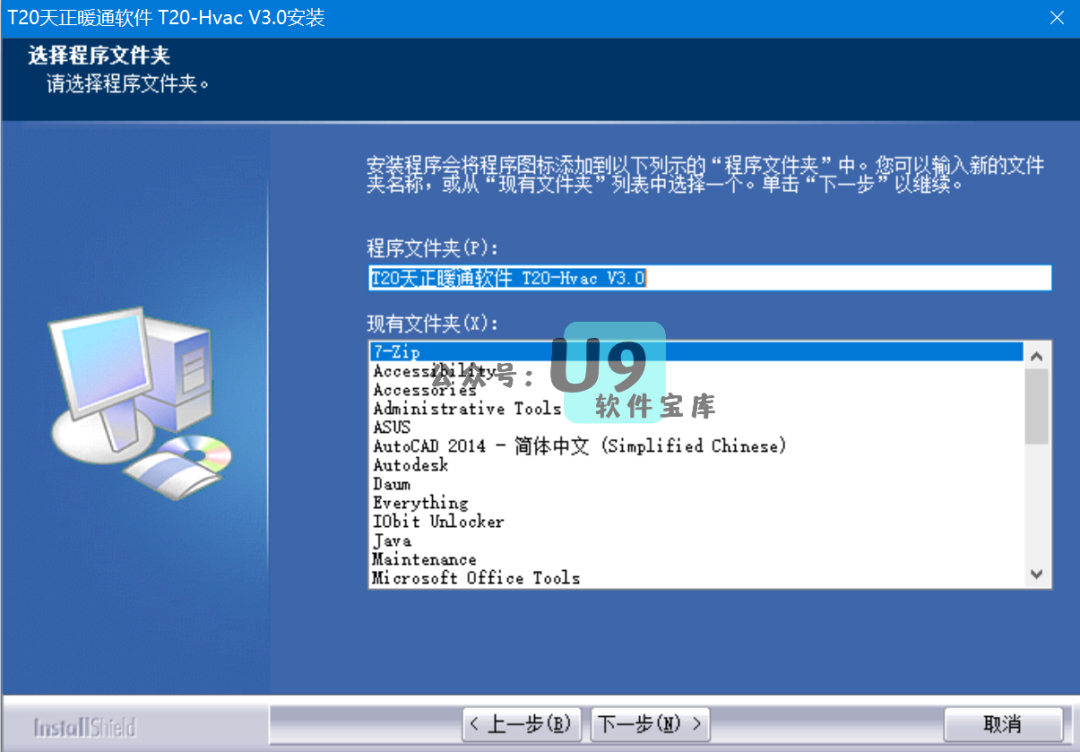 T20天正暖通软件 T20-Hvac V3.0安装
选择程序文件夹
请选择程序文件夹。
安装程序会将程序图标添加到以下列示的“程序文件夹”中。您可以输入新的文件
夹名称，或从“现有文件夹”列表中选择一个。单击“下一步”以继续。
程序文件夹(P)：
T20天正暖通软件 T20-Hvac V3.0
现有文件夹(X)：
7-Zip
Accessibility
Accessories
Administrative Tools
ASUS
AutoCAD 2014 - 简体中文 (Simplified Chinese)
Autodesk
Daum
Everything
IObit Unlocker
Java
Maintenance
Microsoft Office Tools
公众号：U9
软件宝库
InstallShield
< 上一步(B)
下一步(N) >
取消